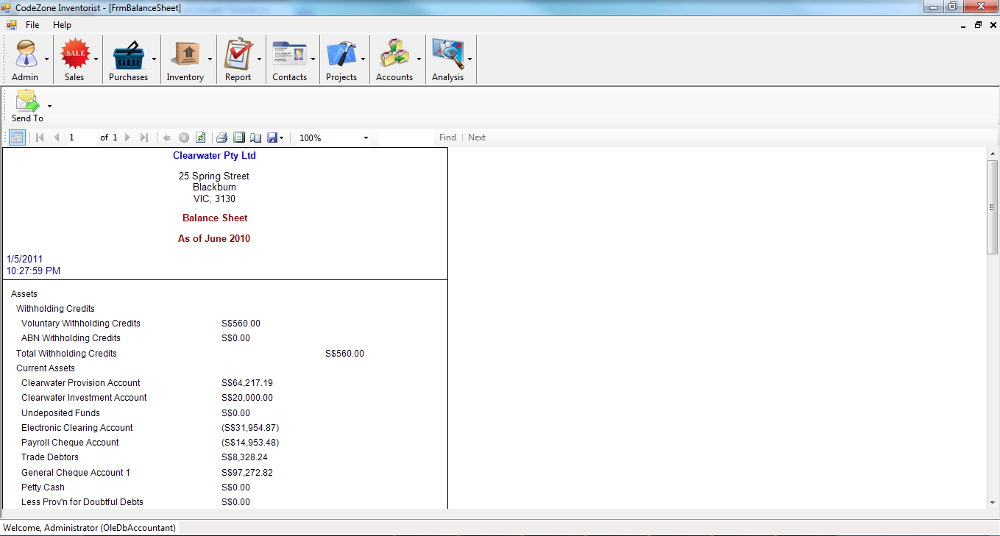 CodeZone Inventorist - [FrmBalanceSheet]
File Help
Admin Sales Purchases Inventory Report Contacts Projects Accounts Analysis
SALE
Send To
1 of 1 100% Find Next
Clearwater Pty Ltd
25 Spring Street
Blackburn
VIC, 3130
Balance Sheet
As of June 2010
1/5/2011
10:27:59 PM
Assets
Withholding Credits
Voluntary Withholding Credits S$560.00
ABN Withholding Credits S$0.00
Total Withholding Credits S$560.00
Current Assets
Clearwater Provision Account S$64,217.19
Clearwater Investment Account S$20,000.00
Undeposited Funds S$0.00
Electronic Clearing Account (S$31,954.87)
Payroll Cheque Account (S$14,953.48)
Trade Debtors S$8,328.24
General Cheque Account 1 S$97,272.82
Petty Cash S$0.00
Less Prov'n for Doubtful Debts S$0.00
Welcome, Administrator (OleDbAccountant)